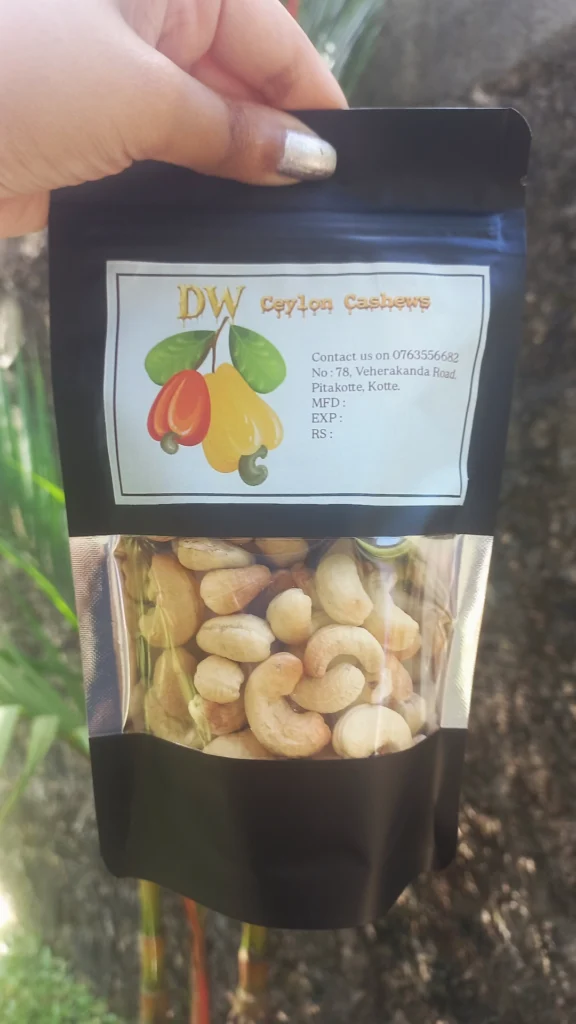 DW Ceylon Cashews
Contact us on 0763556682
No : 78, Veherakanda Road,
Pitakotte, Kotte.
MFD :
EXP :
RS :